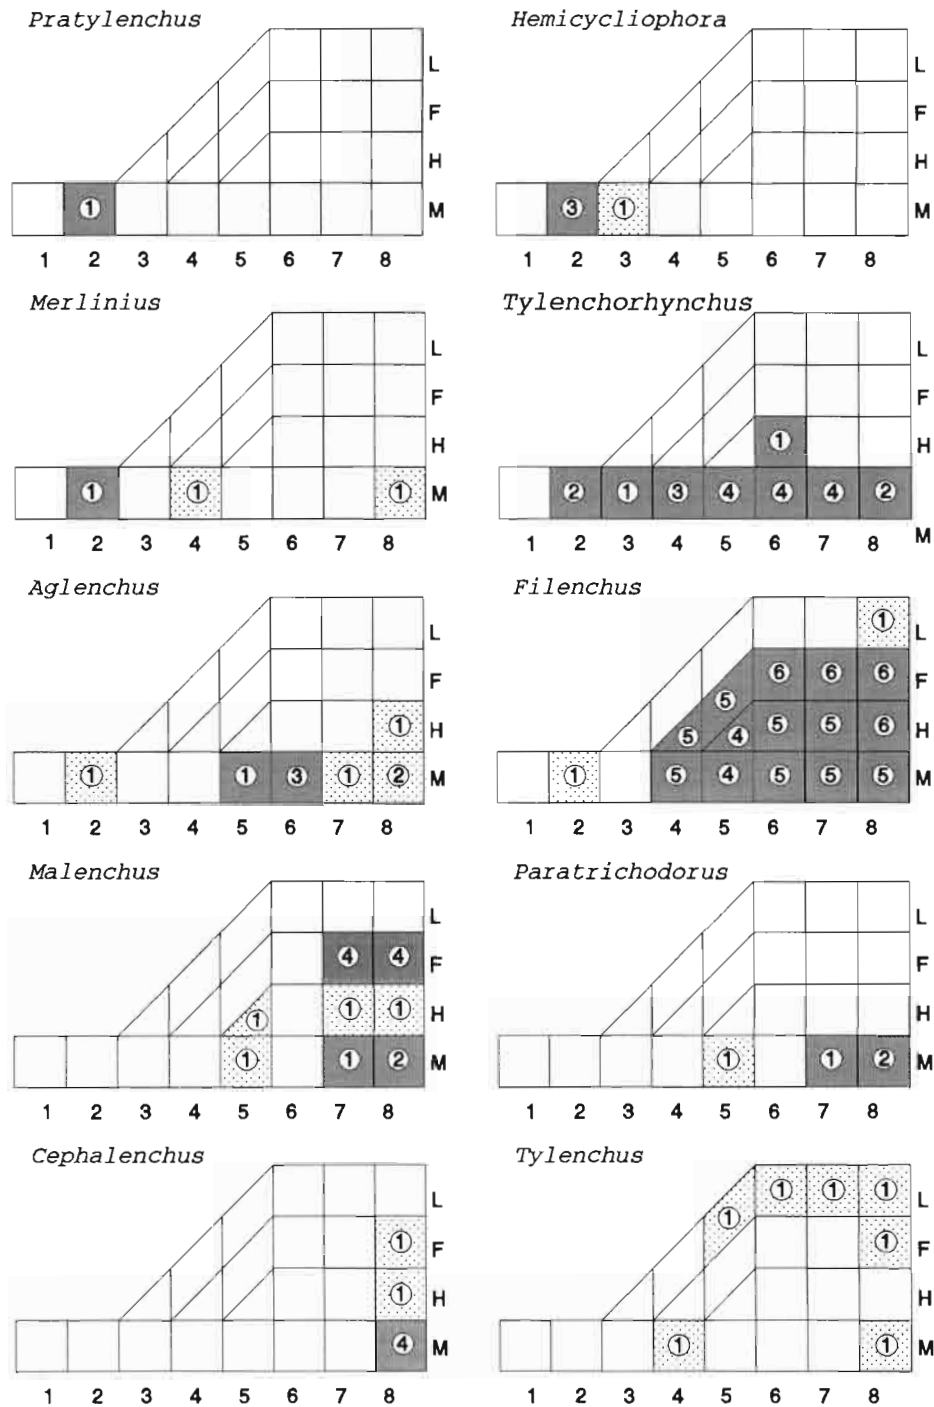 Pratylenchus
L
F
H
1
M
1 2 3 4 5 6 7 8
Hemicycliophora
L
F
H
3 1
M
1 2 3 4 5 6 7 8
Merlinius
L
F
H
1 1 1
M
1 2 3 4 5 6 7 8
Tylenchorhynchus
L
F
1
H
2 1 3 4 4 4 2
M
1 2 3 4 5 6 7 8
Aglenchus
L
F
1
H
1 1 3 1 2
M
1 2 3 4 5 6 7 8
Filenchus
1
L
5 6 6 6
F
5 4 5 5 6
H
1 5 4 5 5 5
M
1 2 3 4 5 6 7 8
Malenchus
L
4 4
F
1 1 1
H
1 1 2
M
1 2 3 4 5 6 7 8
Paratrichodorus
L
F
H
1 1 2
M
1 2 3 4 5 6 7 8
Cephalenchus
L
1
F
1
H
4
M
1 2 3 4 5 6 7 8
Tylenchus
1 1 1 1
L
1
F
H
1 1
M
1 2 3 4 5 6 7 8